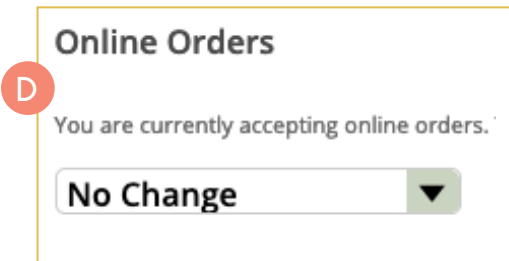 Online Orders
D
You are currently accepting online orders.
No Change